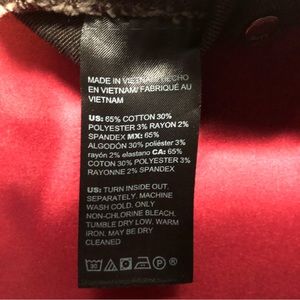 MADE IN VIETNAM/ HECHO
EN VIETNAM/ FABRIQUÉ AU
VIETNAM
US: 65% COTTON 30%
POLYESTER 3% RAYON 2%
SPANDEX MX: 65%
ALGODÓN 30% poliéster 3%
rayón 2% elastano CA: 65%
COTON 30% POLYESTER 3%
RAYONNE 2% SPANDEX
US: TURN INSIDE OUT.
SEPARATELY. MACHINE
WASH COLD. ONLY
NON-CHLORINE BLEACH.
TUMBLE DRY LOW. WARM
IRON. MAY BE DRY
CLEANED
30
P